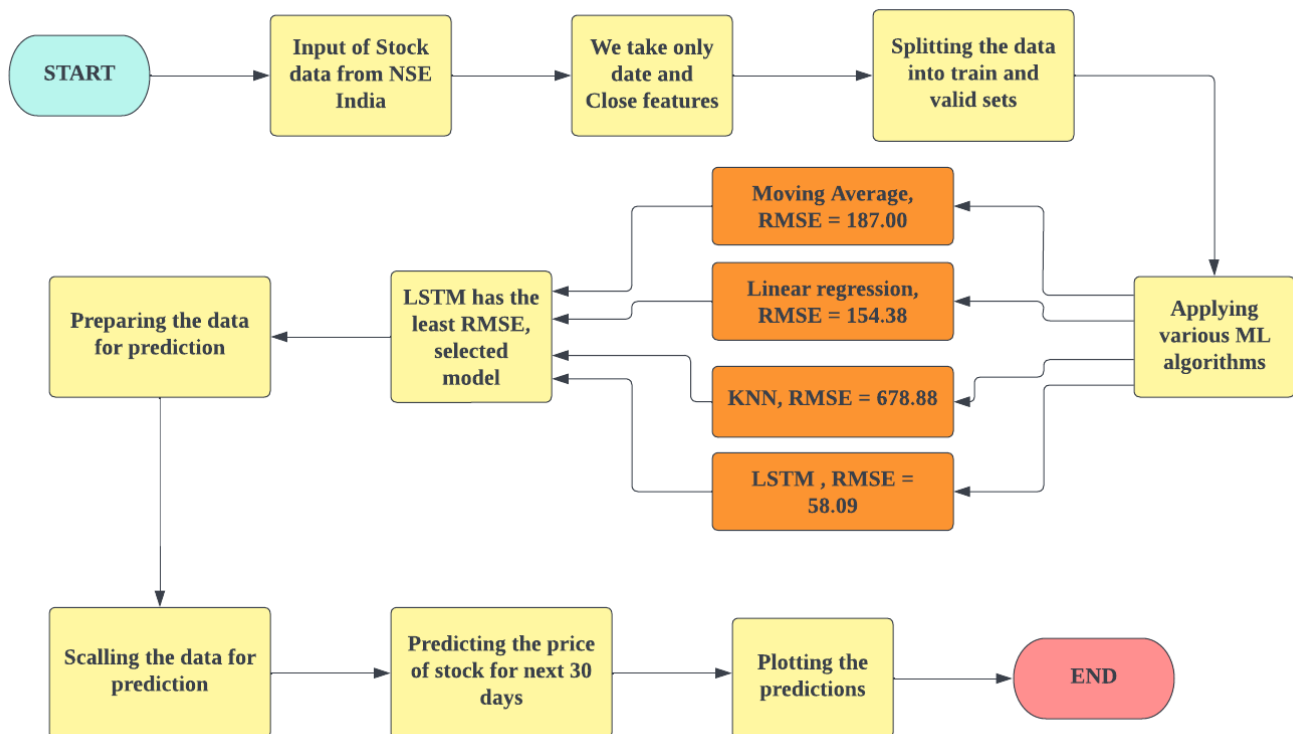 START
Input of Stock
data from NSE
India
We take only
date and
Close features
Splitting the data
into train and
valid sets
Applying
various ML
algorithms
Moving Average,
RMSE = 187.00
Linear regression,
RMSE = 154.38
KNN, RMSE = 678.88
LSTM , RMSE =
58.09
LSTM has the
least RMSE,
selected
model
Preparing the data
for prediction
Scalling the data for
prediction
Predicting the price
of stock for next 30
days
Plotting the
predictions
END